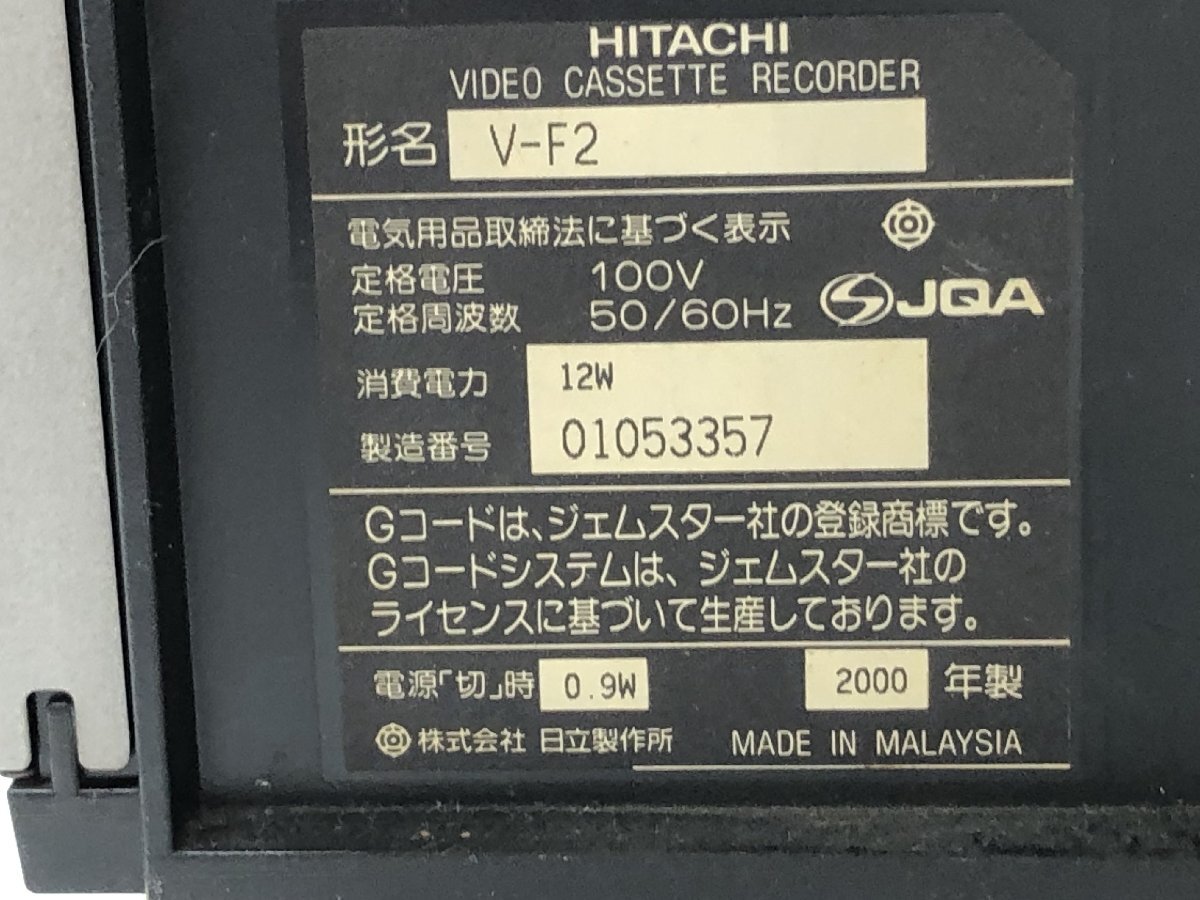 HITACHI
VIDEO CASSETTE RECORDER
形名 V-F2
電気用品取締法に基づく表示
定格電圧 100V
定格周波数 50/60Hz
JQA
消費電力 12W
製造番号 01053357
Gコードは、ジェムスター社の登録商標です。
Gコードシステムは、ジェムスター社の
ライセンスに基づいて生産しております。
電源「切」時 0.9W 2000 年製
株式会社 日立製作所 MADE IN MALAYSIA